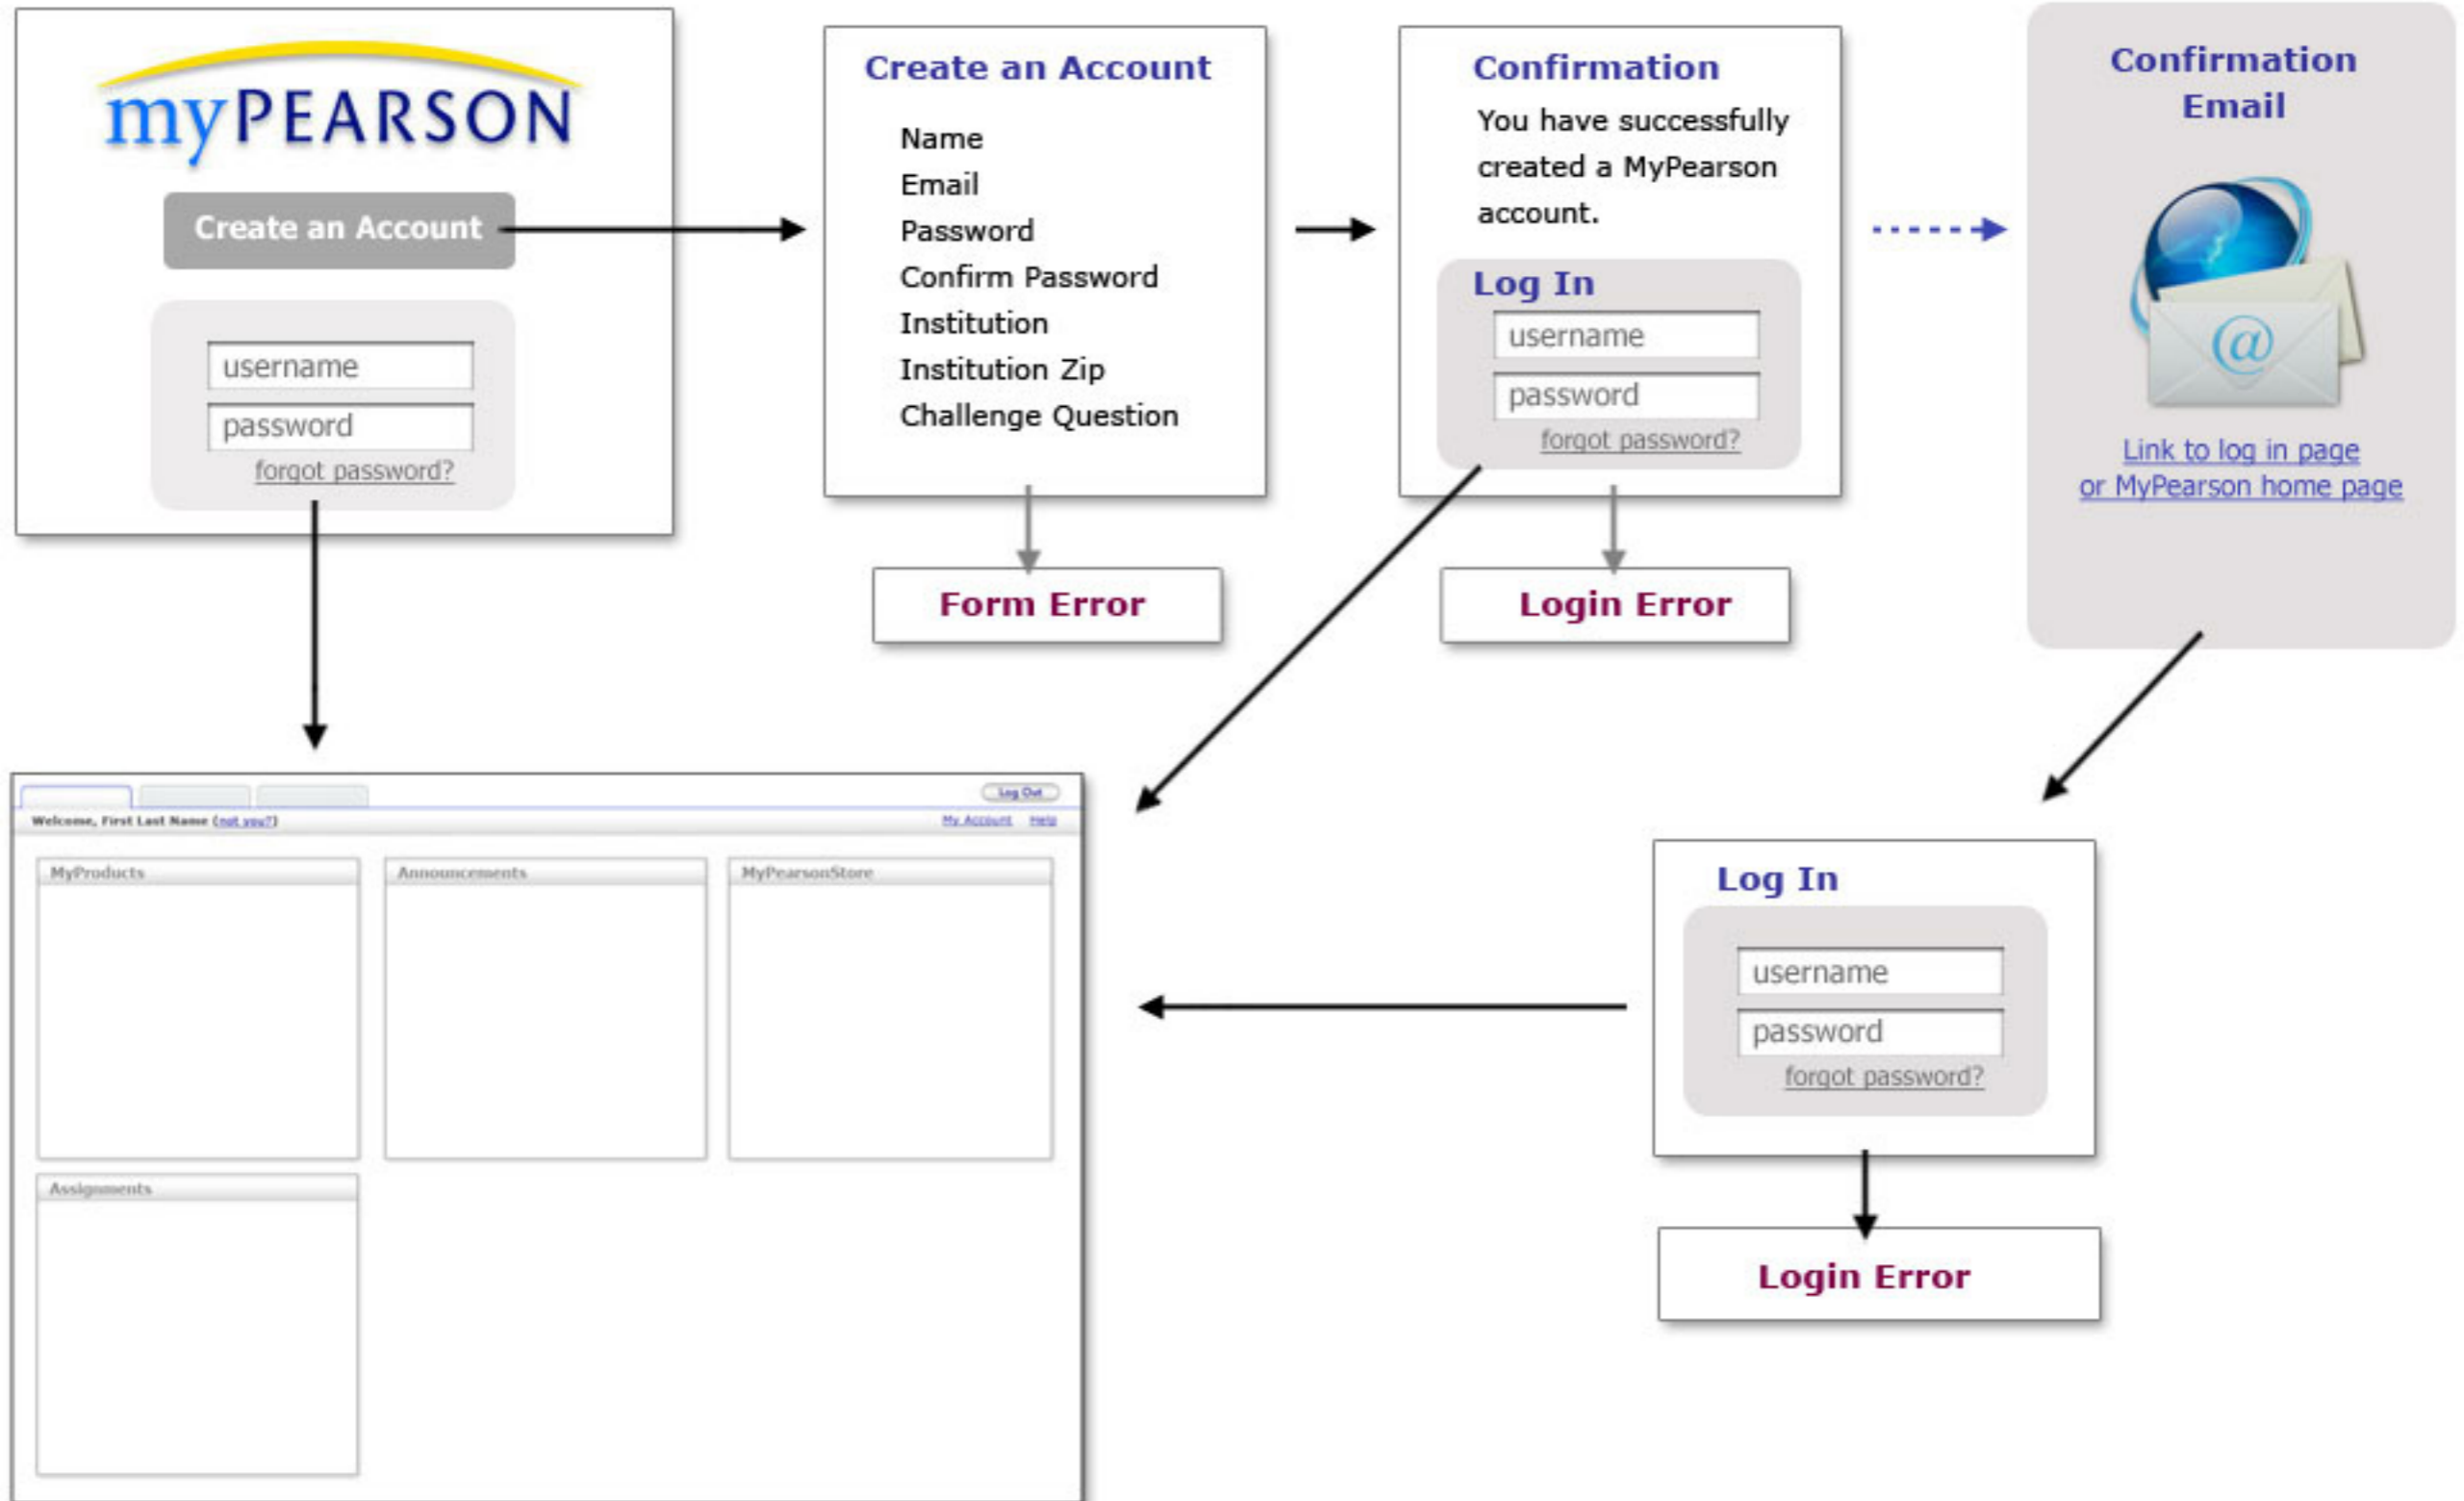 myPEARSON
Create an Account
username
password
forgot password?
Create an Account
Name
Email
Password
Confirm Password
Institution
Institution Zip
Challenge Question
Form Error
Confirmation
You have successfully
created a MyPearson
account.
Log In
username
password
forgot password?
Login Error
Confirmation
Email
@
Link to log in page
or MyPearson home page
Log Out
Welcome, First Last Name (not you?)
My Account Help
MyProducts
Announcements
MyPearsonStore
Assignments
Log In
username
password
forgot password?
Login Error